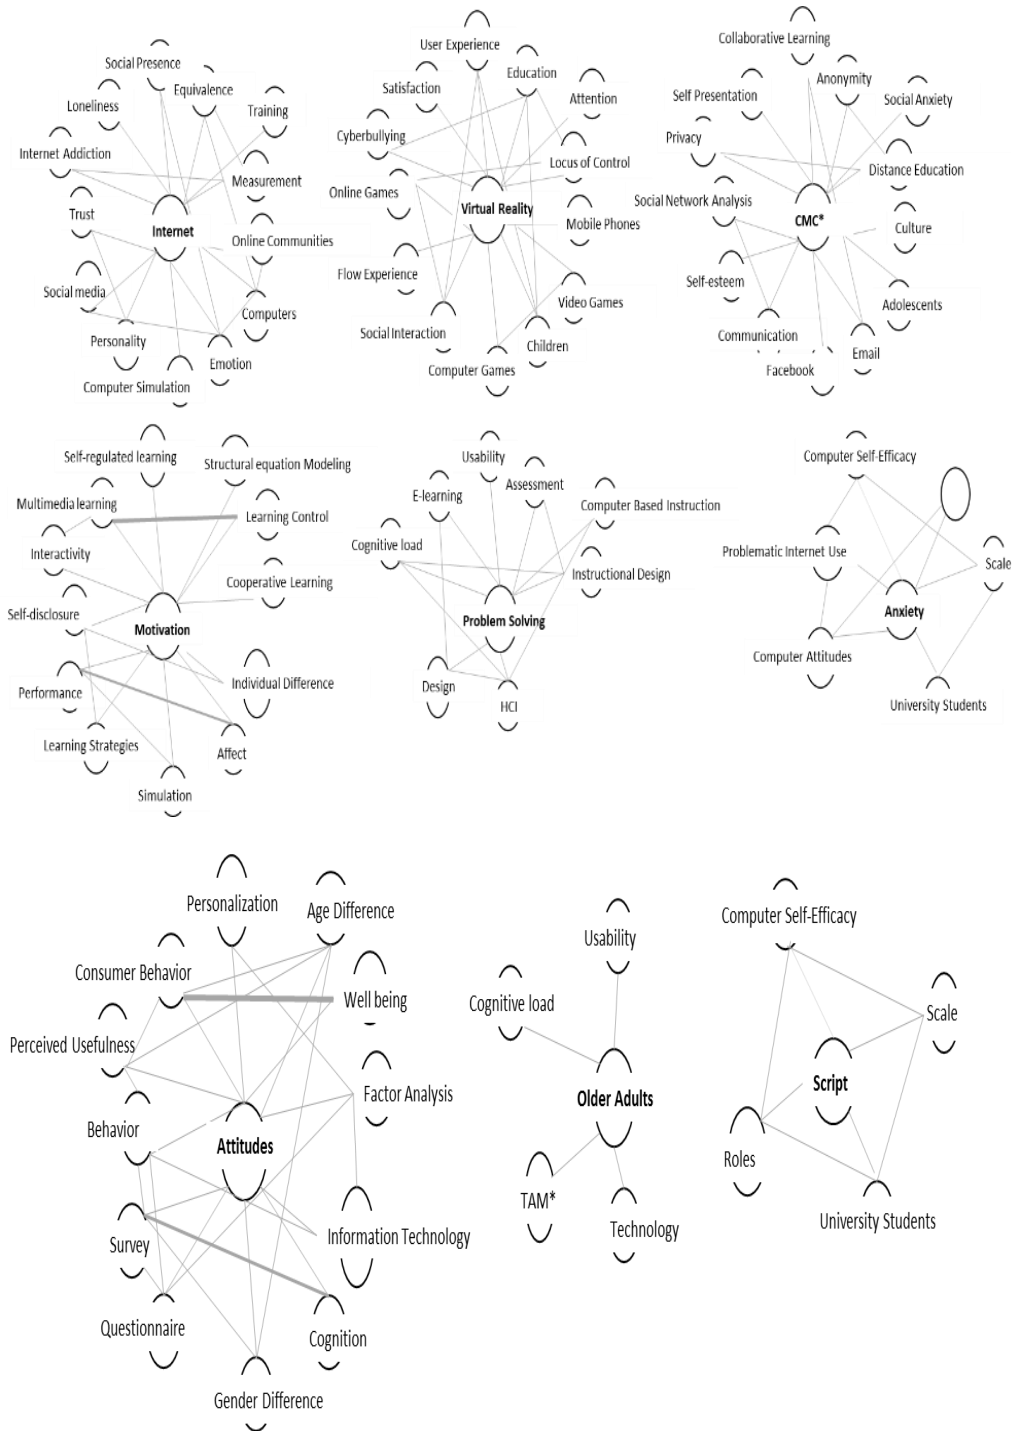 Social Presence
Equivalence
Loneliness
Training
Internet Addiction
Measurement
Trust
Internet
Online Communities
Social media
Computers
Personality
Emotion
Computer Simulation
User Experience
Education
Satisfaction
Attention
Cyberbullying
Locus of Control
Online Games
Virtual Reality
Mobile Phones
Flow Experience
Video Games
Social Interaction
Children
Computer Games
Collaborative Learning
Anonymity
Self Presentation
Social Anxiety
Privacy
Distance Education
Social Network Analysis
CMC*
Culture
Self-esteem
Adolescents
Communication
Email
Facebook
Self-regulated learning
Structural equation Modeling
Multimedia learning
Learning Control
Interactivity
Cooperative Learning
Self-disclosure
Motivation
Individual Difference
Performance
Learning Strategies
Affect
Simulation
Usability
Assessment
E-learning
Computer Based Instruction
Cognitive load
Instructional Design
Problem Solving
Design
HCI
Computer Self-Efficacy
Problematic Internet Use
Scale
Anxiety
Computer Attitudes
University Students
Personalization
Age Difference
Consumer Behavior
Well being
Perceived Usefulness
Factor Analysis
Behavior
Attitudes
Survey
Information Technology
Questionnaire
Cognition
Gender Difference
Usability
Cognitive load
Older Adults
TAM*
Technology
Computer Self-Efficacy
Scale
Script
Roles
University Students